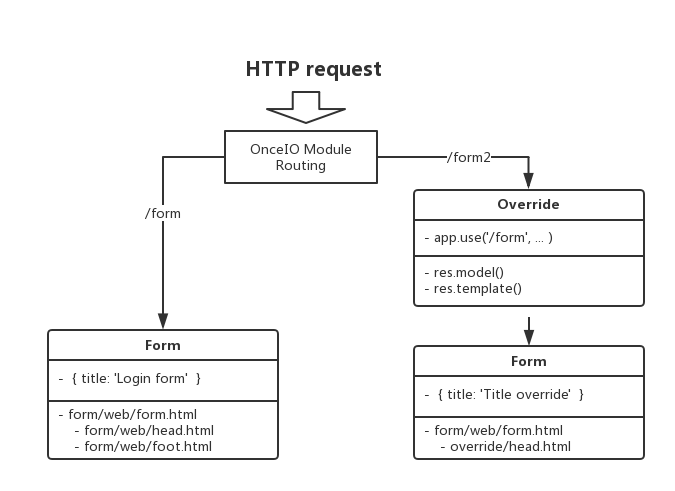 HTTP request
OnceIO Module
Routing
/form
/form2
Override
- app.use('/form', ... )
- res.model()
- res.template()
Form
- { title: 'Login form' }
- form/web/form.html
- form/web/head.html
- form/web/foot.html
Form
- { title: 'Title override' }
- form/web/form.html
- override/head.html